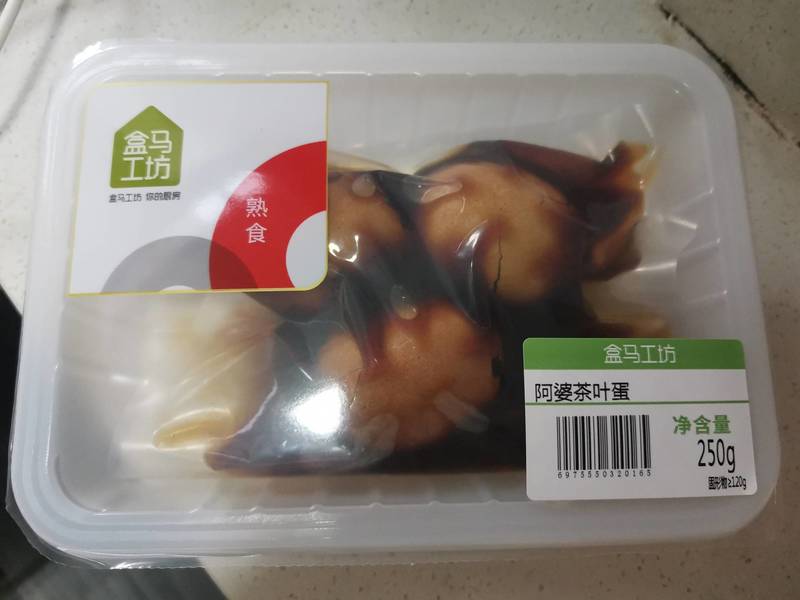 盒马
工坊
盒马工坊 你的厨房
熟
食
盒马工坊
阿婆茶叶蛋
净含量
250g
固形物≥120g
6975550320165